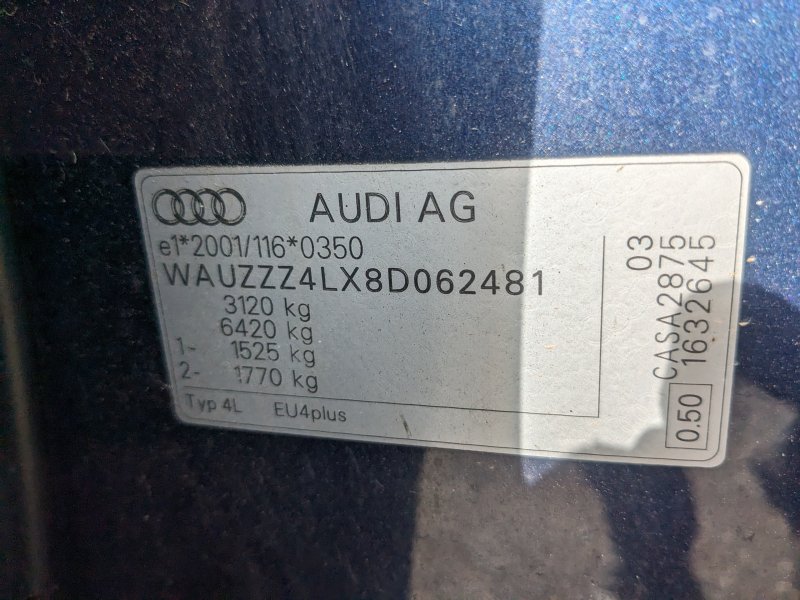 AUDI AG
e1*2001/116*0350
WAUZZZ4LX8D062481
3120 kg
6420 kg
1- 1525 kg
2- 1770 kg
Typ 4L EU4plus
03
CASA2875
1632645
0.50